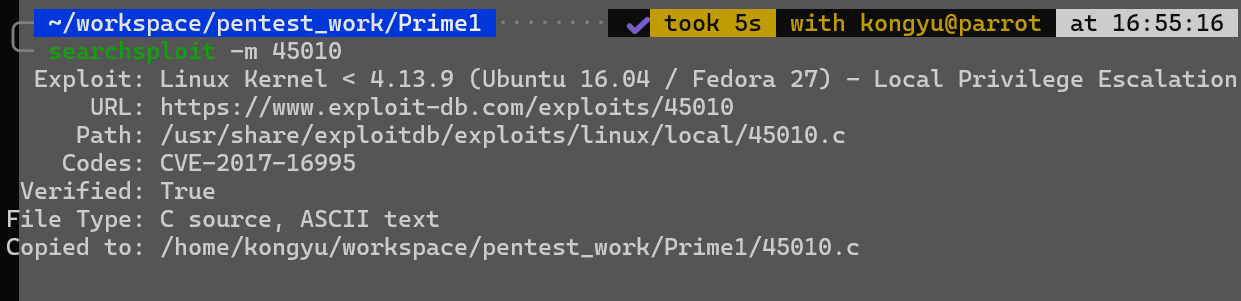 ~/workspace/pentest_work/Prime1 ✔ took 5s with kongyu@parrot at 16:55:16
searchsploit -m 45010
Exploit: Linux Kernel < 4.13.9 (Ubuntu 16.04 / Fedora 27) - Local Privilege Escalation
URL: https://www.exploit-db.com/exploits/45010
Path: /usr/share/exploitdb/exploits/linux/local/45010.c
Codes: CVE-2017-16995
Verified: True
File Type: C source, ASCII text
Copied to: /home/kongyu/workspace/pentest_work/Prime1/45010.c